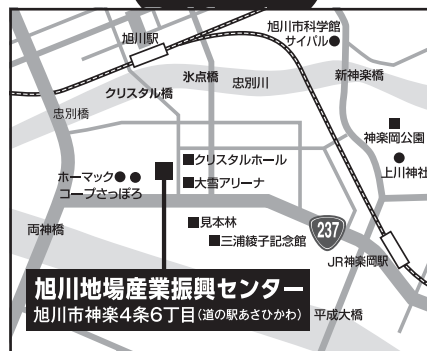 旭川駅
旭川市科学館
サイパル
氷点橋
忠別川
新神楽橋
クリスタル橋
忠別橋
神楽岡公園
クリスタルホール
上川神社
ホーマック
大雪アリーナ
コープさっぽろ
見本林
両神橋
三浦綾子記念館
237
JR神楽岡駅
旭川地場産業振興センター
旭川市神楽4条6丁目(道の駅あさひかわ)
平成大橋